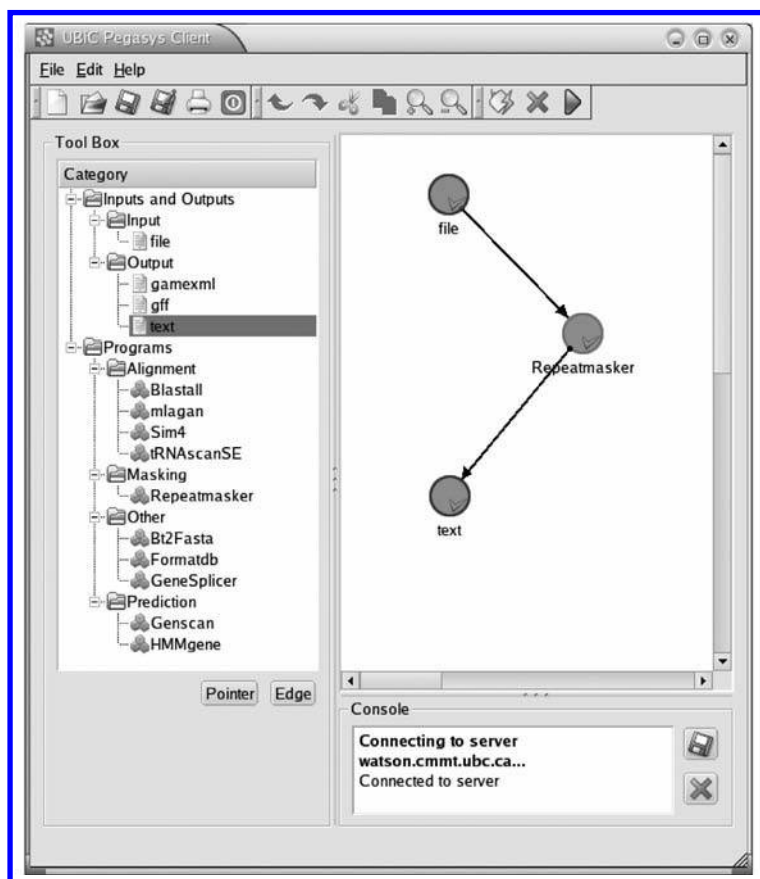 UBiC Pegasys Client
File Edit Help
Tool Box
Category
Inputs and Outputs
Input
file
Output
gamexml
gff
text
Programs
Alignment
Blastall
mlagan
Sim4
tRNAscanSE
Masking
Repeatmasker
Other
Bt2Fasta
Formatdb
GeneSplicer
Prediction
Genscan
HMMgene
Pointer Edge
file
Repeatmasker
text
Console
Connecting to server
watson.cmmt.ubc.ca...
Connected to server